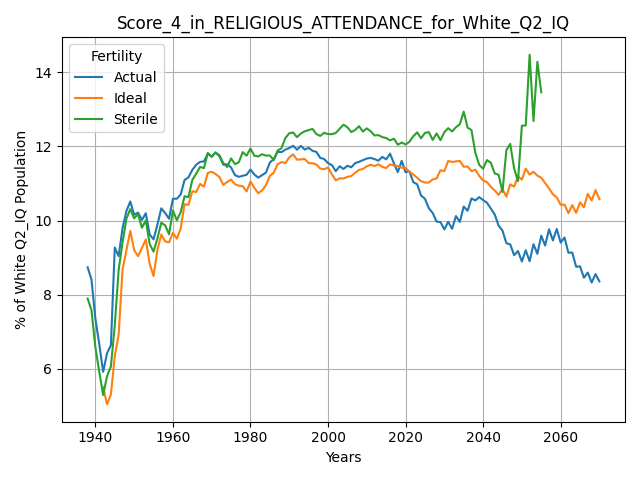 Score_4_in_RELIGIOUS_ATTENDANCE_for_White_Q2_IQ
Fertility
Actual
Ideal
Sterile
% of White Q2_IQ Population
14
12
10
8
6
1940
1960
1980
2000
2020
2040
2060
Years